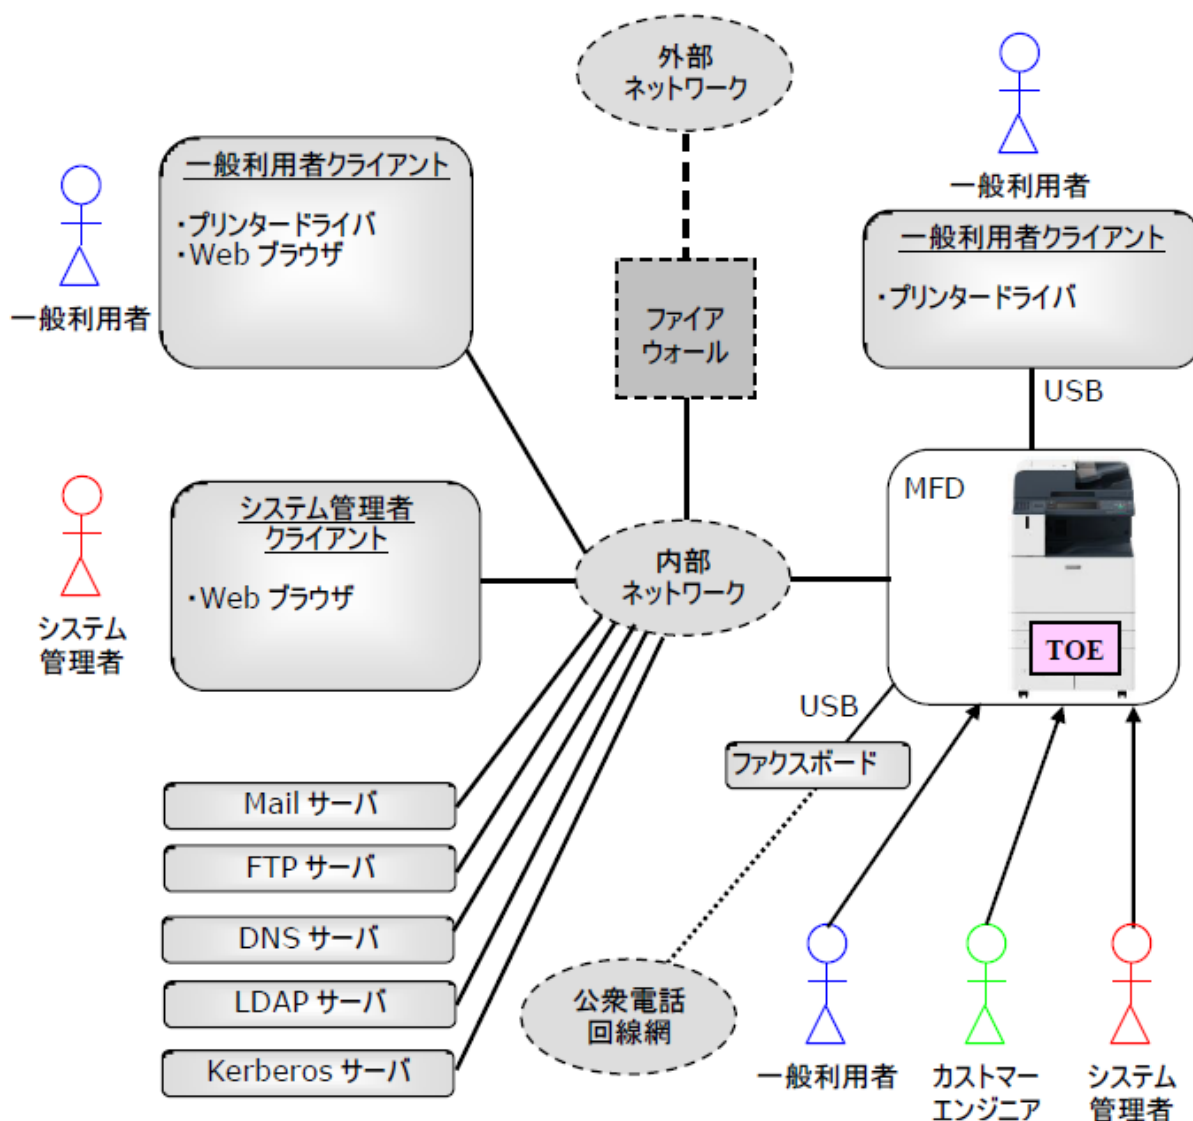 外部
ネットワーク
一般利用者
一般利用者クライアント
・プリンタードライバ
・Web ブラウザ
一般利用者
一般利用者クライアント
・プリンタードライバ
ファイア
ウォール
USB
MFD
TOE
システム管理者
クライアント
・Web ブラウザ
システム
管理者
内部
ネットワーク
USB
ファクスボード
Mail サーバ
FTP サーバ
DNS サーバ
LDAP サーバ
Kerberos サーバ
公衆電話
回線網
一般利用者
カストマー
エンジニア
システム
管理者